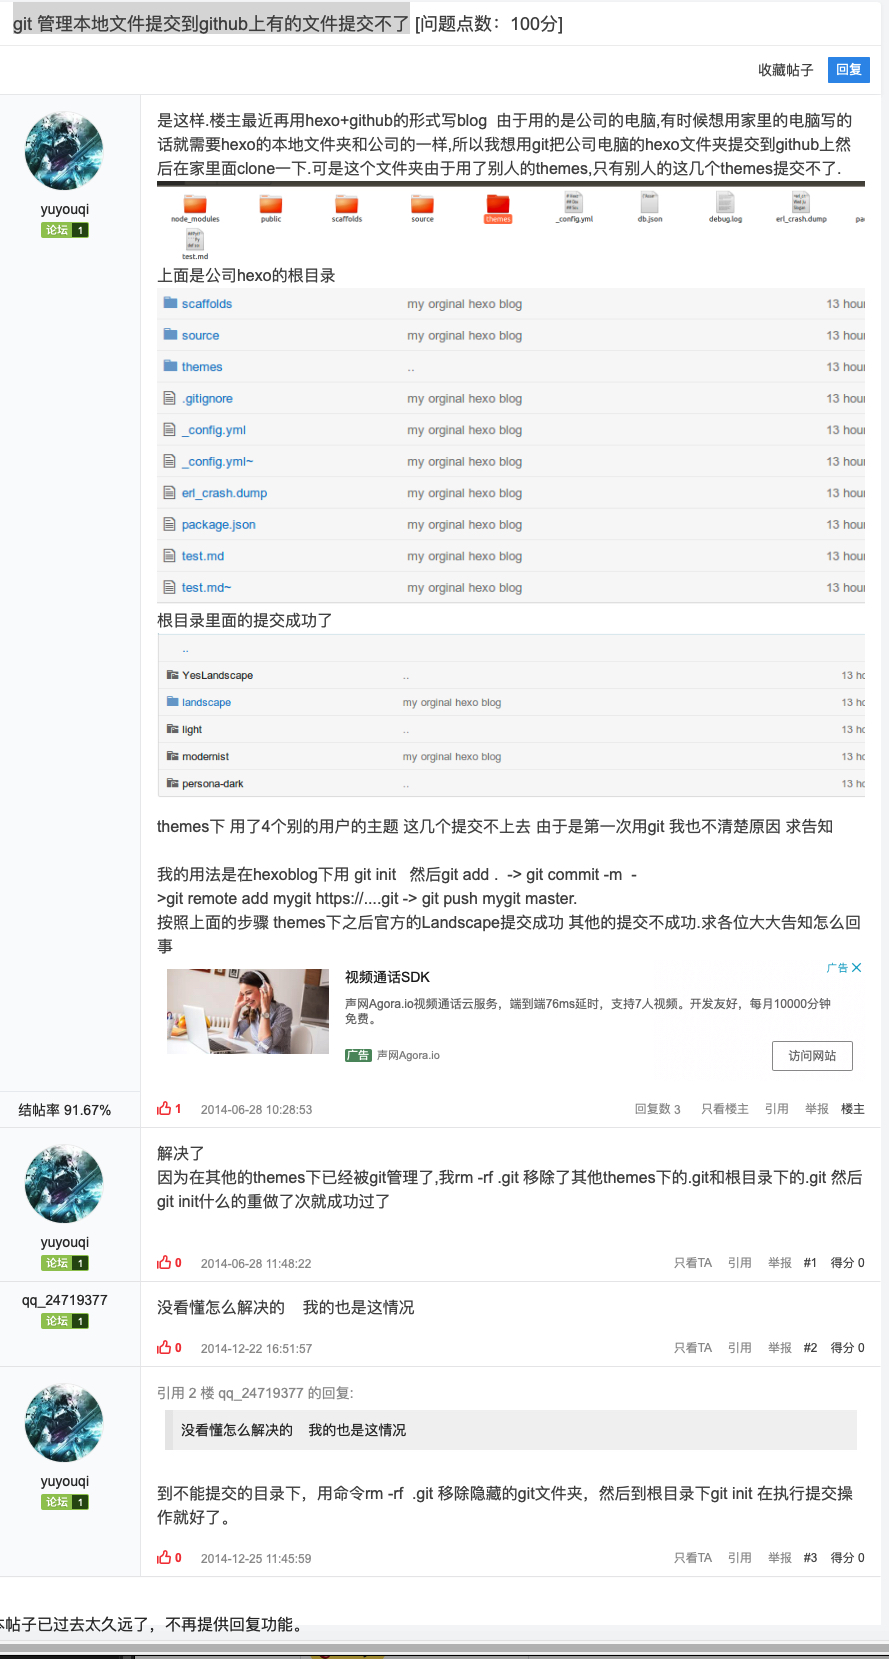 git 管理本地文件提交到github上有的文件提交不了 [问题点数：100分]
收藏帖子 回复
yuyouqi
论坛 1
是这样.楼主最近再用hexo+github的形式写blog 由于用的是公司的电脑,有时候想用家里的电脑写的
话就需要hexo的本地文件夹和公司的一样,所以我想用git把公司电脑的hexo文件夹提交到github上然
后在家里面clone一下.可是这个文件夹由于用了别人的themes,只有别人的这几个themes提交不了.
node_modules public scaffolds source themes _config.yml db.json debug.log erl_crash.dump pa
test.md
上面是公司hexo的根目录
scaffolds my orginal hexo blog 13 hour
source my orginal hexo blog 13 hour
themes .. 13 hour
.gitignore my orginal hexo blog 13 hour
_config.yml my orginal hexo blog 13 hour
_config.yml~ my orginal hexo blog 13 hour
erl_crash.dump my orginal hexo blog 13 hour
package.json my orginal hexo blog 13 hour
test.md my orginal hexo blog 13 hour
test.md~ my orginal hexo blog 13 hour
根目录里面的提交成功了
..
YesLandscape .. 13 ho
landscape my orginal hexo blog 13 ho
light .. 13 ho
modernist my orginal hexo blog 13 ho
persona-dark .. 13 ho
themes下 用了4个别的用户的主题 这几个提交不上去 由于是第一次用git 我也不清楚原因 求告知
我的用法是在hexoblog下用 git init 然后git add . -> git commit -m -
>git remote add mygit https://....git -> git push mygit master.
按照上面的步骤 themes下之后官方的Landscape提交成功 其他的提交不成功.求各位大大告知怎么回
事
广告
视频通话SDK
声网Agora.io视频通话云服务，端到端76ms延时，支持7人视频。开发友好，每月10000分钟
免费。
广告 声网Agora.io
访问网站
结帖率 91.67%
1 2014-06-28 10:28:53 回复数 3 只看楼主 引用 举报 楼主
yuyouqi
论坛 1
解决了
因为在其他的themes下已经被git管理了,我rm -rf .git 移除了其他themes下的.git和根目录下的.git 然后
git init什么的重做了次就成功过了
0 2014-06-28 11:48:22 只看TA 引用 举报 #1 得分 0
qq_24719377
论坛 1
没看懂怎么解决的 我的也是这情况
0 2014-12-22 16:51:57 只看TA 引用 举报 #2 得分 0
yuyouqi
论坛 1
引用 2 楼 qq_24719377 的回复:
没看懂怎么解决的 我的也是这情况
到不能提交的目录下，用命令rm -rf .git 移除隐藏的git文件夹，然后到根目录下git init 在执行提交操
作就好了。
0 2014-12-25 11:45:59 只看TA 引用 举报 #3 得分 0
本帖子已过去太久远了，不再提供回复功能。